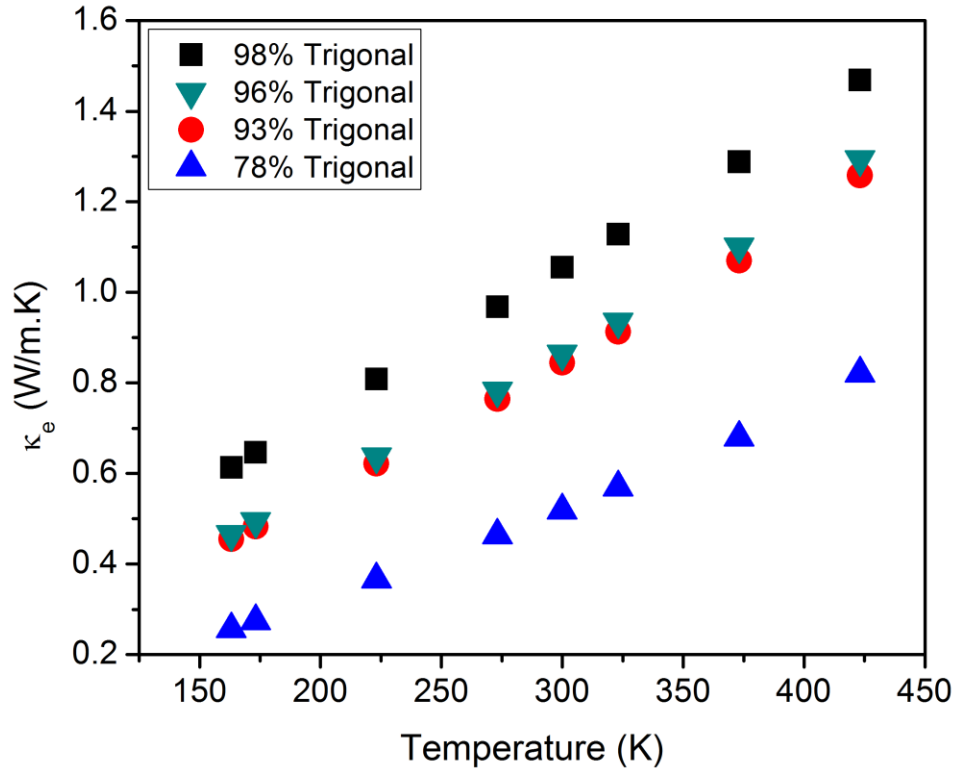 1.6
1.4
1.2
1.0
0.8
0.6
0.4
0.2
κe (W/m.K)
98% Trigonal
96% Trigonal
93% Trigonal
78% Trigonal
150 200 250 300 350 400 450
Temperature (K)